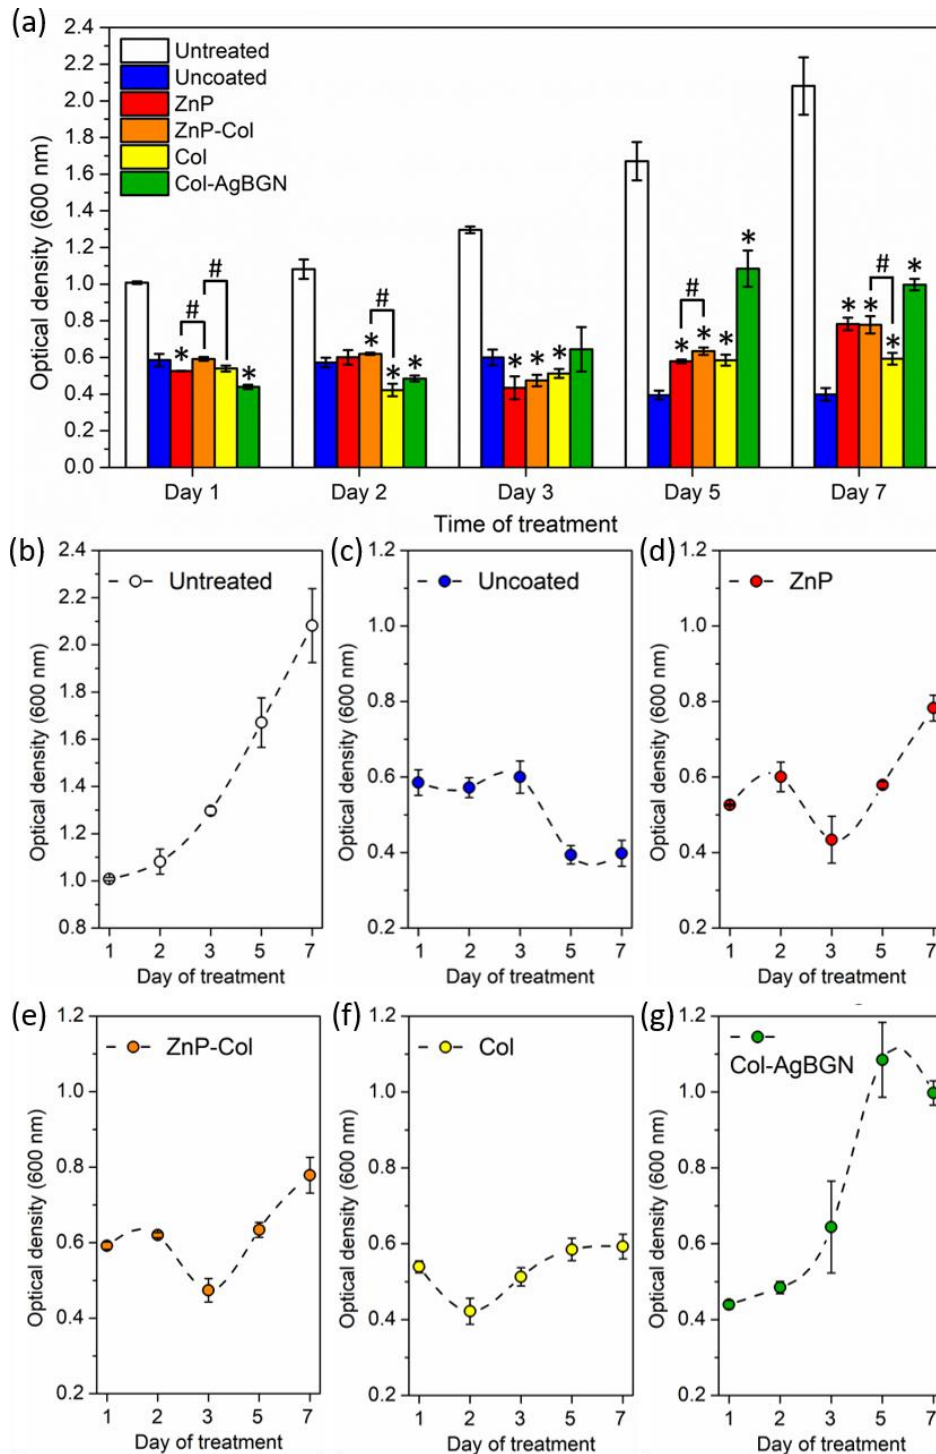 (a)
2.4
2.2
2.0
1.8
1.6
1.4
1.2
1.0
0.8
0.6
0.4
0.2
0.0
Optical density (600 nm)
Untreated
Uncoated
ZnP
ZnP-Col
Col
Col-AgBGN
* # # *
# * *
* * *
* # * * *
* * # * *
Day 1 Day 2 Day 3 Day 5 Day 7
Time of treatment
(b)
Untreated
2.4
2.2
2.0
1.8
1.6
1.4
1.2
1.0
0.8
Optical density (600 nm)
1 2 3 5 7
Day of treatment
(c)
Uncoated
1.2
1.0
0.8
0.6
0.4
0.2
Optical density (600 nm)
1 2 3 5 7
Day of treatment
(d)
ZnP
1.2
1.0
0.8
0.6
0.4
0.2
Optical density (600 nm)
1 2 3 5 7
Day of treatment
(e)
ZnP-Col
1.2
1.0
0.8
0.6
0.4
0.2
Optical density (600 nm)
1 2 3 5 7
Day of treatment
(f)
Col
1.2
1.0
0.8
0.6
0.4
0.2
Optical density (600 nm)
1 2 3 5 7
Day of treatment
(g)
Col-AgBGN
1.2
1.0
0.8
0.6
0.4
0.2
Optical density (600 nm)
1 2 3 5 7
Day of treatment